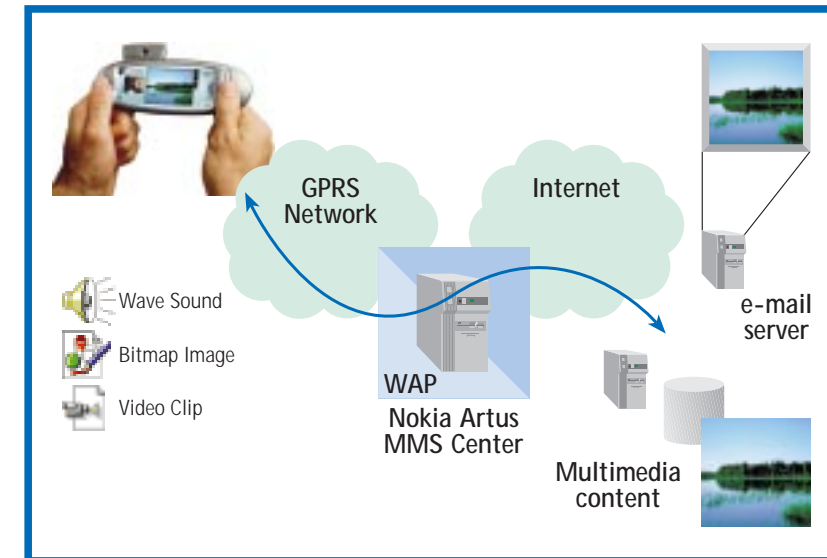 GPRS
Network
Internet
Wave Sound
Bitmap Image
Video Clip
WAP
Nokia Artus
MMS Center
e-mail
server
Multimedia
content